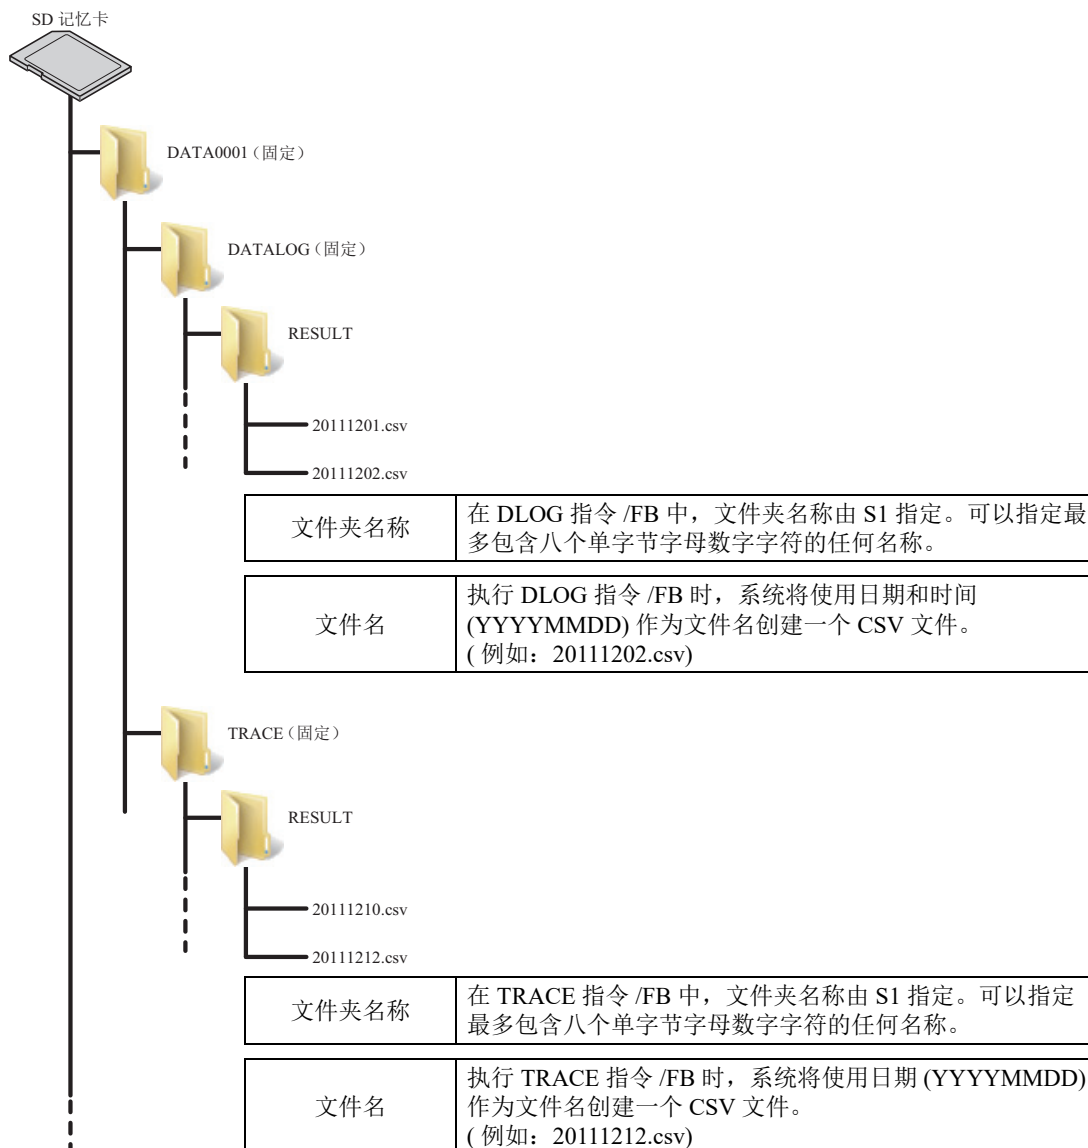 SD 记忆卡
DATA0001（固定）
DATALOG（固定）
RESULT
20111201.csv
20111202.csv
文件夹名称
在 DLOG 指令 /FB 中，文件夹名称由 S1 指定。可以指定最
多包含八个单字节字母数字字符的任何名称。
文件名
执行 DLOG 指令 /FB 时，系统将使用日期和时间
(YYYYMMDD) 作为文件名创建一个 CSV 文件。
( 例如：20111202.csv)
TRACE（固定）
RESULT
20111210.csv
20111212.csv
文件夹名称
在 TRACE 指令 /FB 中，文件夹名称由 S1 指定。可以指定
最多包含八个单字节字母数字字符的任何名称。
文件名
执行 TRACE 指令 /FB 时，系统将使用日期 (YYYYMMDD)
作为文件名创建一个 CSV 文件。
( 例如：20111212.csv)